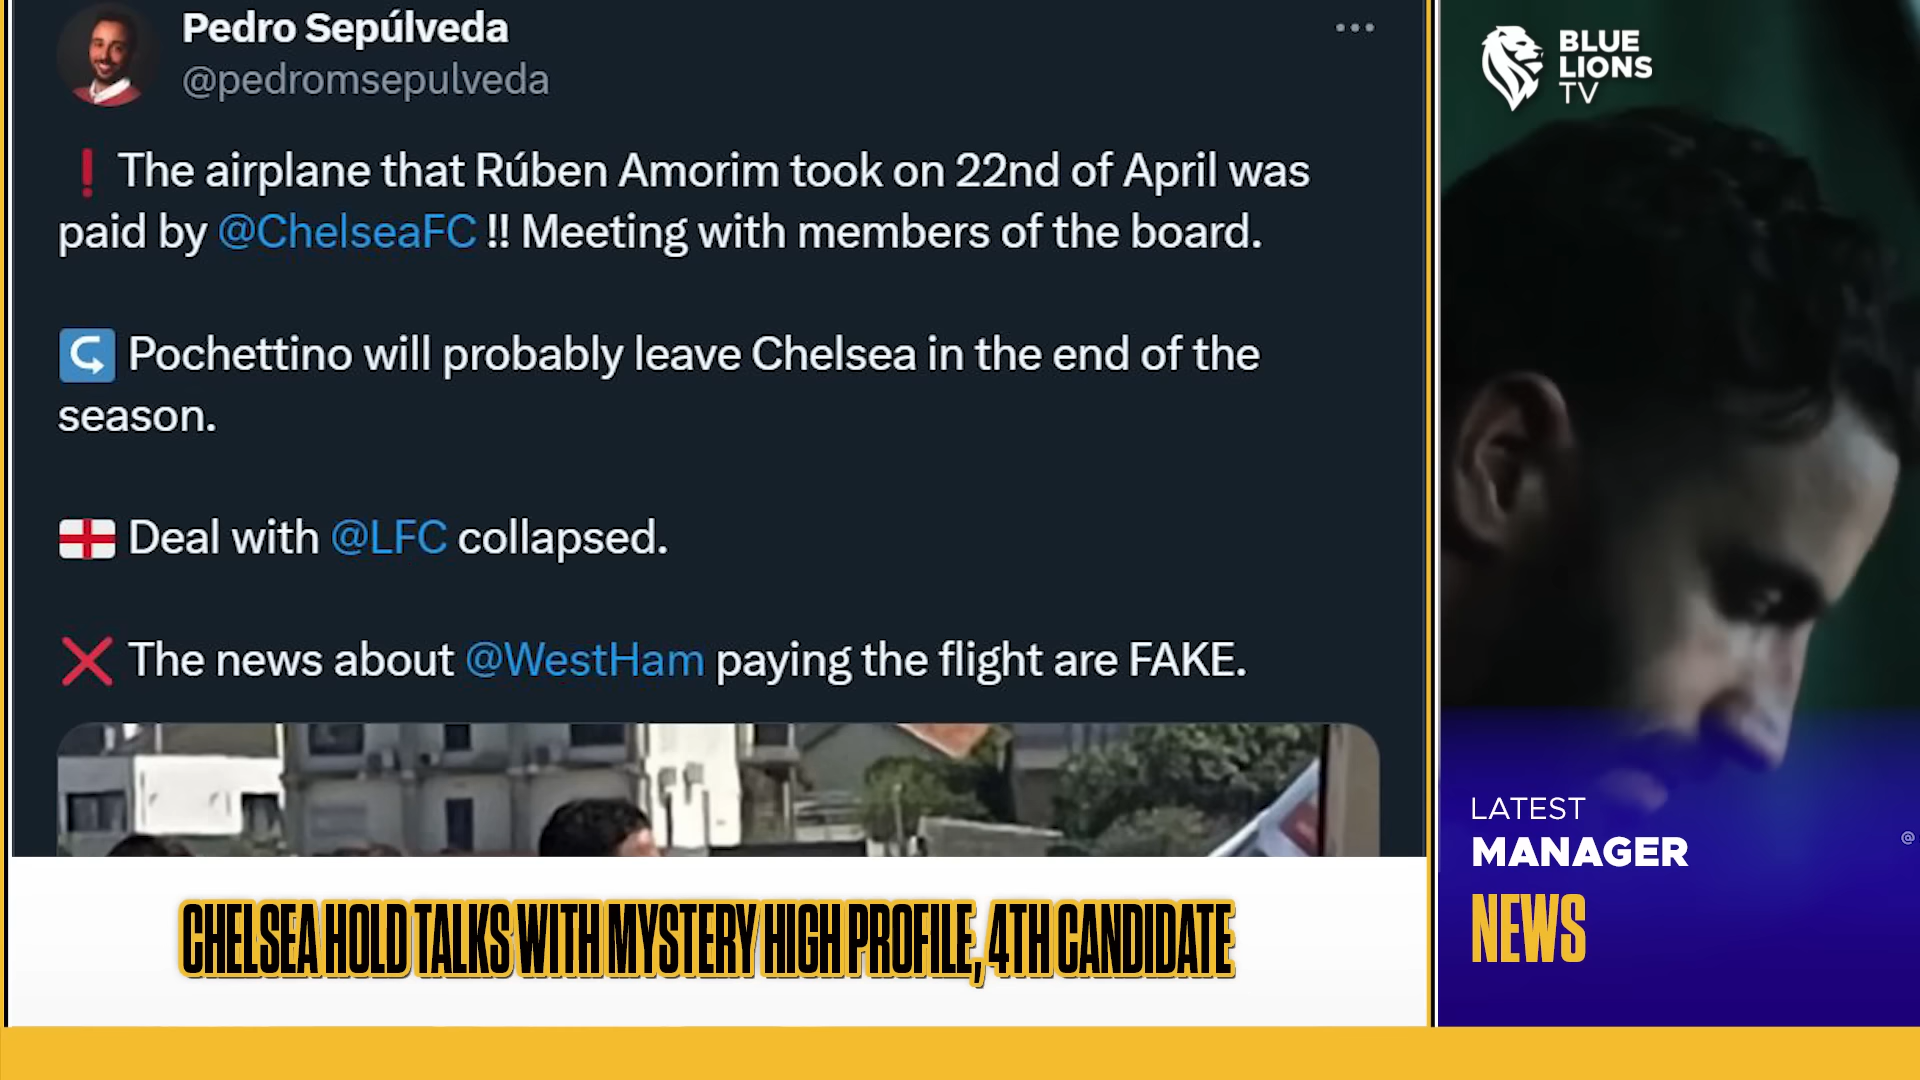 Pedro Sepúlveda
@pedromsepulveda
❗ The airplane that Rúben Amorim took on 22nd of April was
paid by @ChelseaFC !! Meeting with members of the board.
↪️ Pochettino will probably leave Chelsea in the end of the
season.
🏴󠁧󠁢󠁥󠁮󠁧󠁿 Deal with @LFC collapsed.
❌ The news about @WestHam paying the flight are FAKE.
CHELSEA HOLD TALKS WITH MYSTERY HIGH PROFILE, 4TH CANDIDATE
BLUE
LIONS
TV
LATEST
MANAGER
NEWS
@